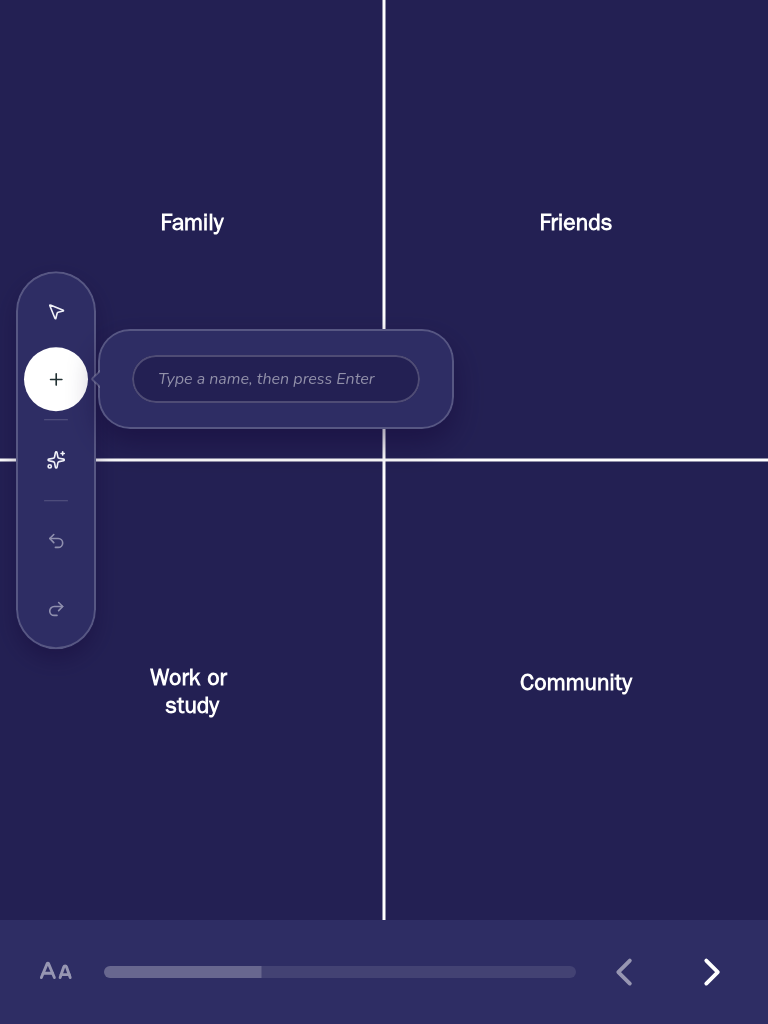 Family
Friends
Type a name, then press Enter
Work or
study
Community
AA